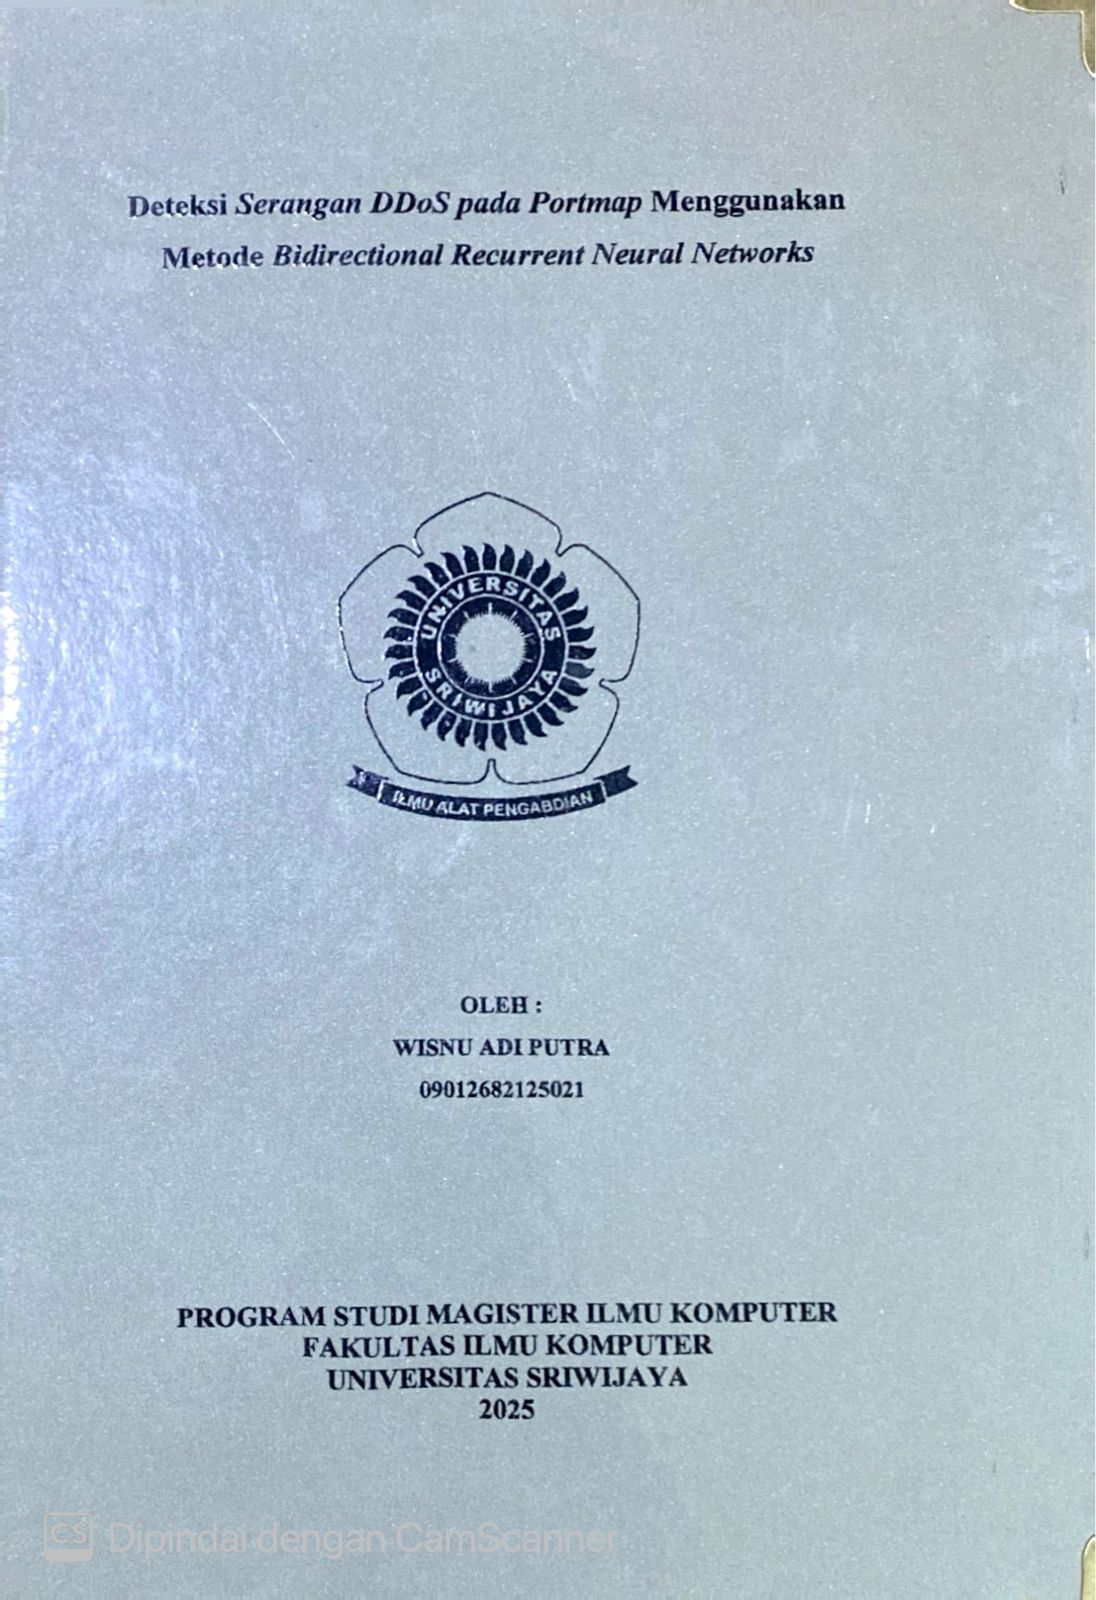 Deteksi Serangan DDoS pada Portmap Menggunakan
Metode Bidirectional Recurrent Neural Networks
UNIVERSITAS
SRIWIJAYA
ILMU ALAT PENGABDIAN
OLEH :
WISNU ADI PUTRA
09012682125021
PROGRAM STUDI MAGISTER ILMU KOMPUTER
FAKULTAS ILMU KOMPUTER
UNIVERSITAS SRIWIJAYA
2025
CS Dipindai dengan CamScanner